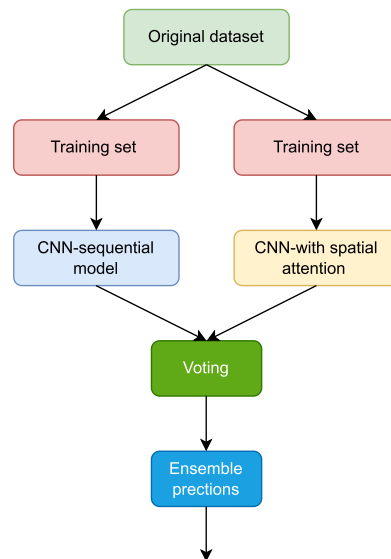 Original dataset
Training set
Training set
CNN-sequential
model
CNN-with spatial
attention
Voting
Ensemble
prections